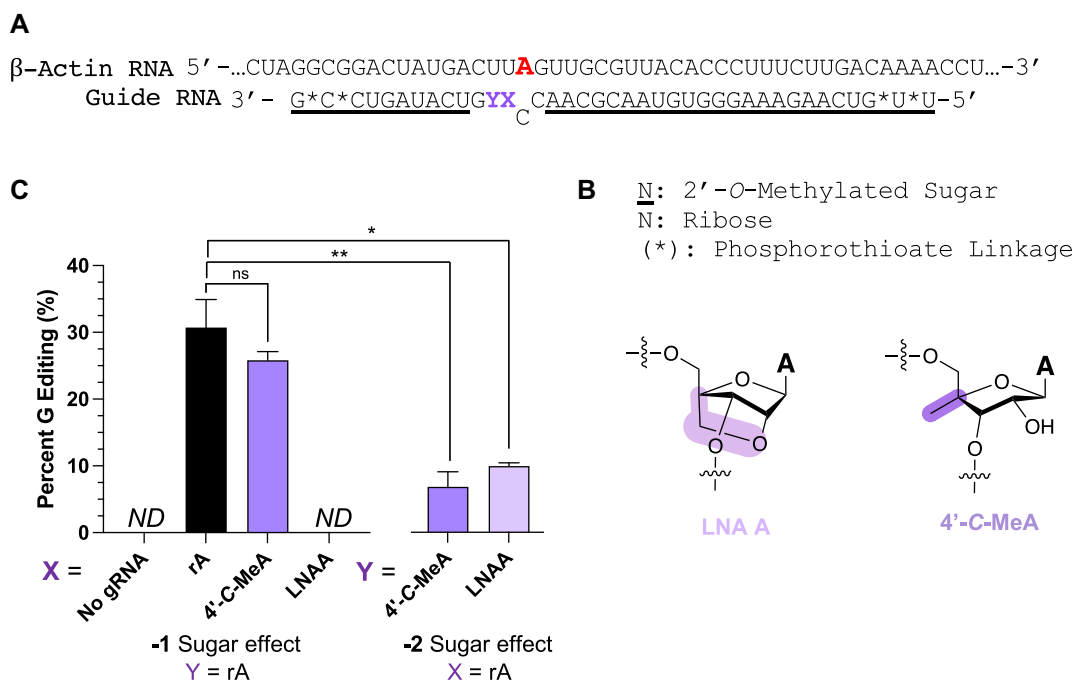 A
β-Actin RNA 5’-…CUAGGCGGACUAUGACUUAGUUGCGUUACACCCUUUCUUGACAAAACCU…-3’
Guide RNA 3’- G*C*CUGAUACUGYXCCAACGCAAUGUGGGAAAGAACUG*U*U-5’
C
Percent G Editing (%)
40
30
20
10
0
ND
ns
**
*
ND
X =
No gRNA
rA
4'-C-MeA
LNAA
Y =
4'-C-MeA
LNAA
-1 Sugar effect
Y = rA
-2 Sugar effect
X = rA
B
N: 2’-O-Methylated Sugar
N: Ribose
(*): Phosphorothioate Linkage
O
O
A
O
O
LNA A
O
O
A
OH
O
4'-C-MeA